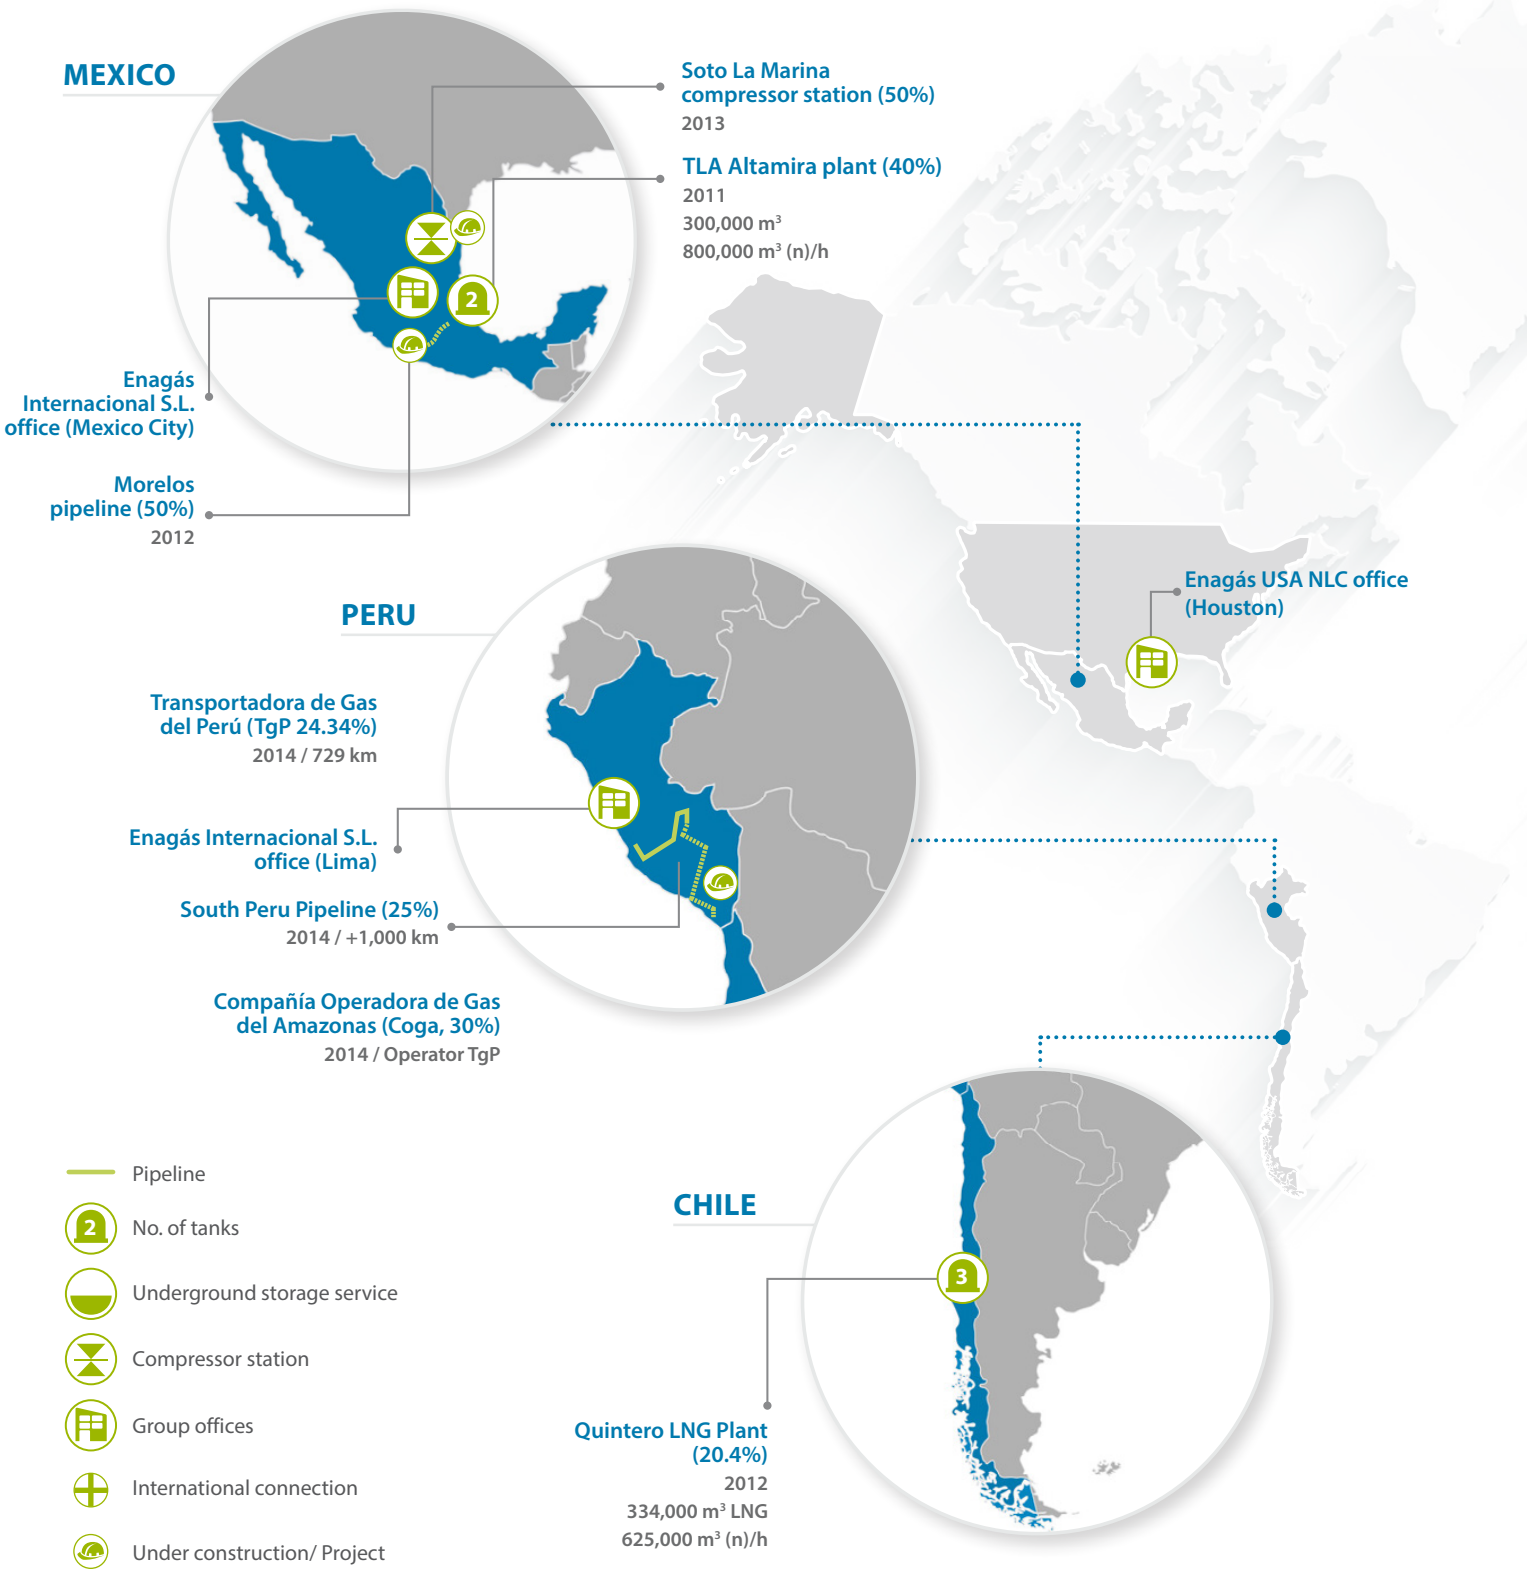 MEXICO
Soto La Marina
compressor station (50%)
2013
TLA Altamira plant (40%)
2011
300,000 m³
800,000 m³ (n)/h
2
Enagás
Internacional S.L.
office (Mexico City)
Morelos
pipeline (50%)
2012
Enagás USA NLC office
(Houston)
PERU
Transportadora de Gas
del Perú (TgP 24.34%)
2014 / 729 km
Enagás Internacional S.L.
office (Lima)
South Peru Pipeline (25%)
2014 / +1,000 km
Compañía Operadora de Gas
del Amazonas (Coga, 30%)
2014 / Operator TgP
CHILE
3
Quintero LNG Plant
(20.4%)
2012
334,000 m³ LNG
625,000 m³ (n)/h
Pipeline
2 No. of tanks
Underground storage service
Compressor station
Group offices
International connection
Under construction/ Project